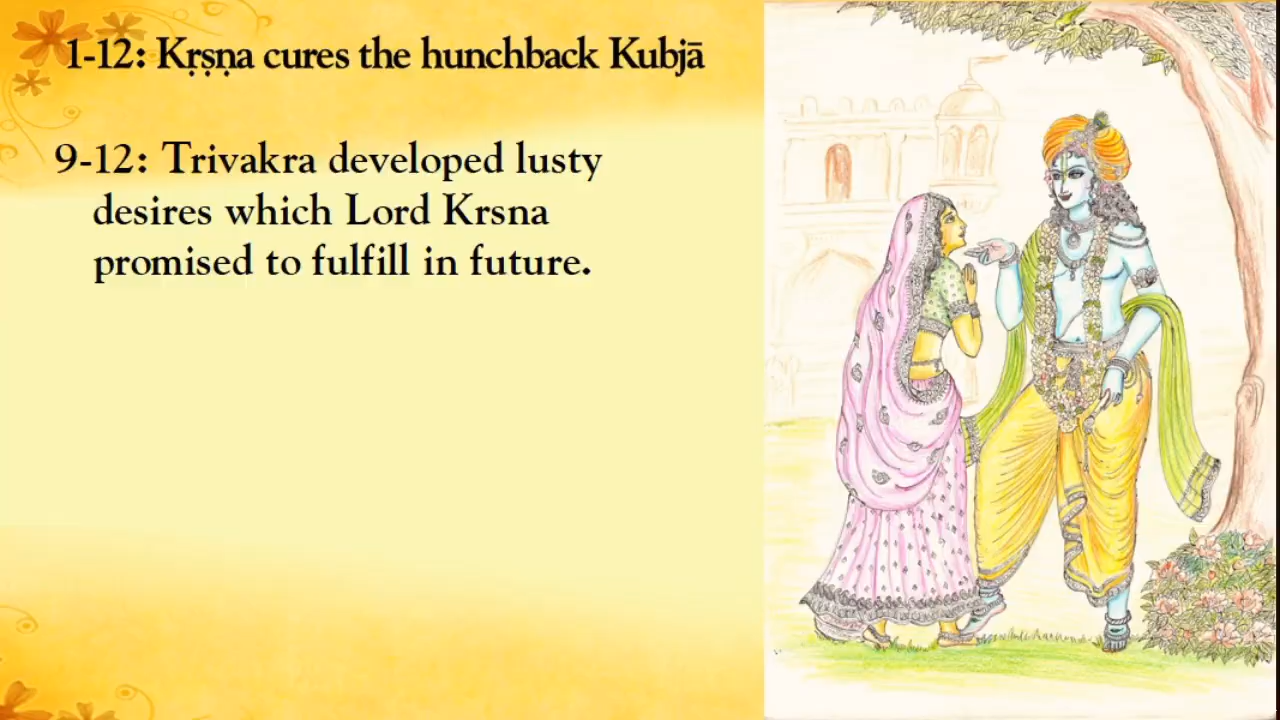 1-12: Kṛṣṇa cures the hunchback Kubjā
9-12: Trivakra developed lusty
desires which Lord Krsna
promised to fulfill in future.